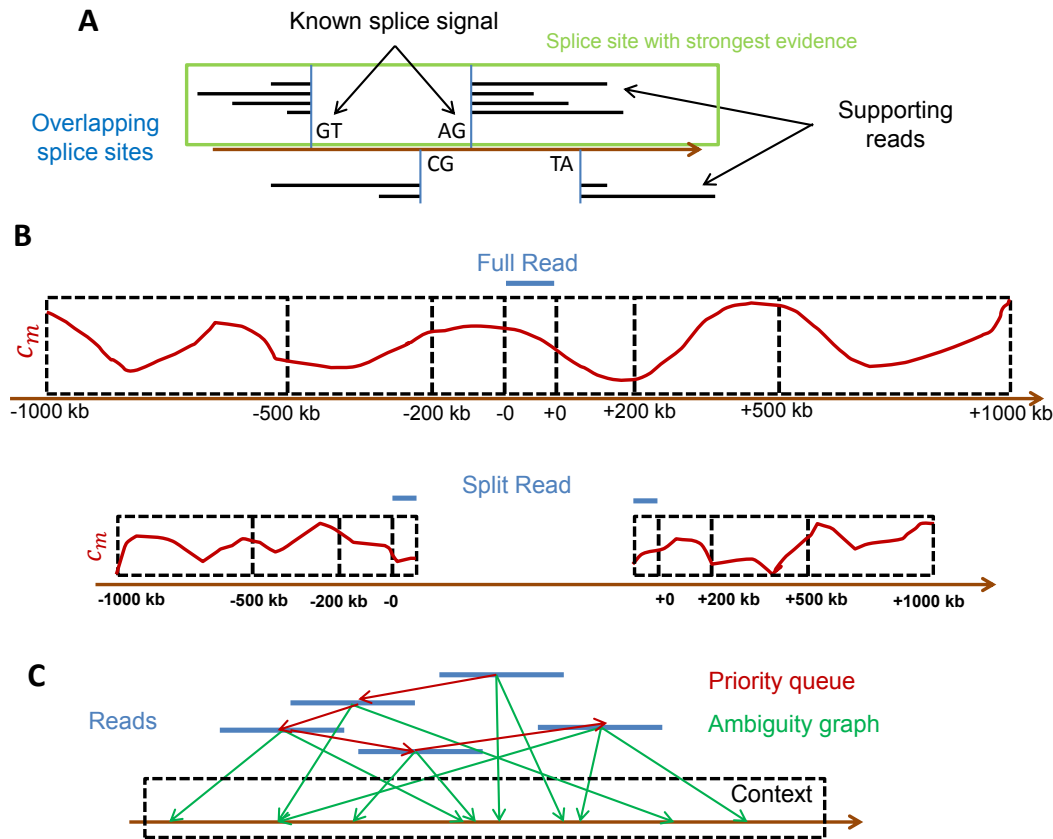 A
Known splice signal
Splice site with strongest evidence
Overlapping
splice sites
GT
AG
Supporting
reads
CG
TA
B
Full Read
c_m
-1000 kb
-500 kb
-200 kb
-0
+0
+200 kb
+500 kb
+1000 kb
Split Read
c_m
-1000 kb
-500 kb
-200 kb
-0
+0
+200 kb
+500 kb
+1000 kb
C
Priority queue
Reads
Ambiguity graph
Context